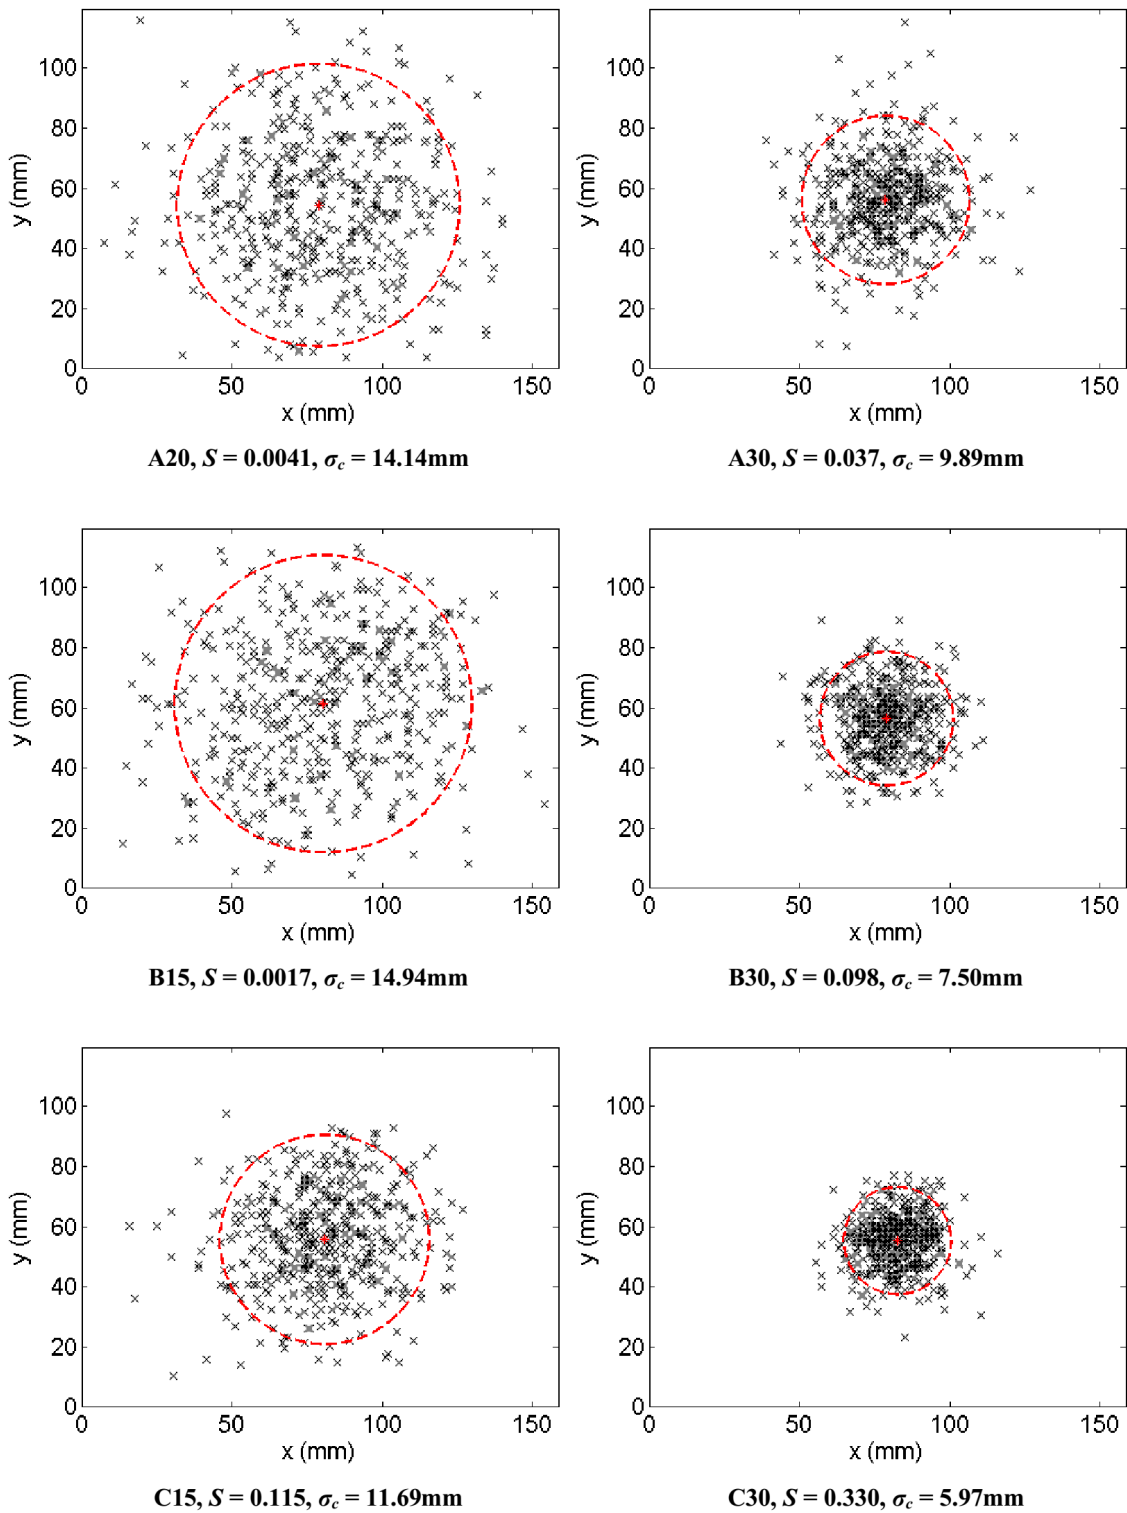 100
80
60
40
20
0
y (mm)
0 50 100 150
x (mm)
A20, S = 0.0041, σc = 14.14mm
100
80
60
40
20
0
y (mm)
0 50 100 150
x (mm)
A30, S = 0.037, σc = 9.89mm
100
80
60
40
20
0
y (mm)
0 50 100 150
x (mm)
B15, S = 0.0017, σc = 14.94mm
100
80
60
40
20
0
y (mm)
0 50 100 150
x (mm)
B30, S = 0.098, σc = 7.50mm
100
80
60
40
20
0
y (mm)
0 50 100 150
x (mm)
C15, S = 0.115, σc = 11.69mm
100
80
60
40
20
0
y (mm)
0 50 100 150
x (mm)
C30, S = 0.330, σc = 5.97mm